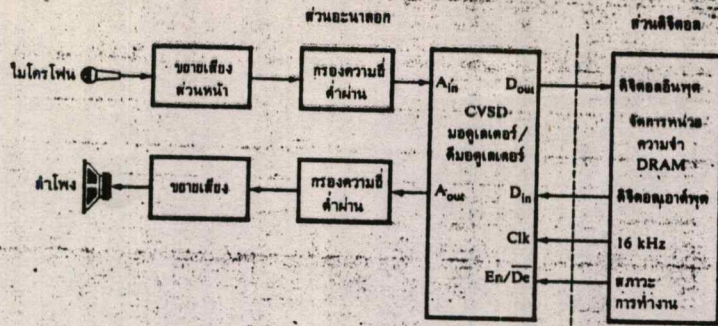 ส่วนอะนาลอก
ส่วนดิจิตอล
ไมโครโฟน
ขยายเสียง
ส่วนหน้า
กรองความถี่
ต่ำผ่าน
A in
D out
CVSD
มอดูเลเตอร์/
ดีมอดูเลเตอร์
ดิจิตอลอินพุต
จัดการหน่วย
ความจำ
DRAM
ลำโพง
ขยายเสียง
กรองความถี่
ต่ำผ่าน
A out
D in
ดิจิตอลเอาต์พุต
Clk
16 kHz
En/De
สภาวะ
การทำงาน